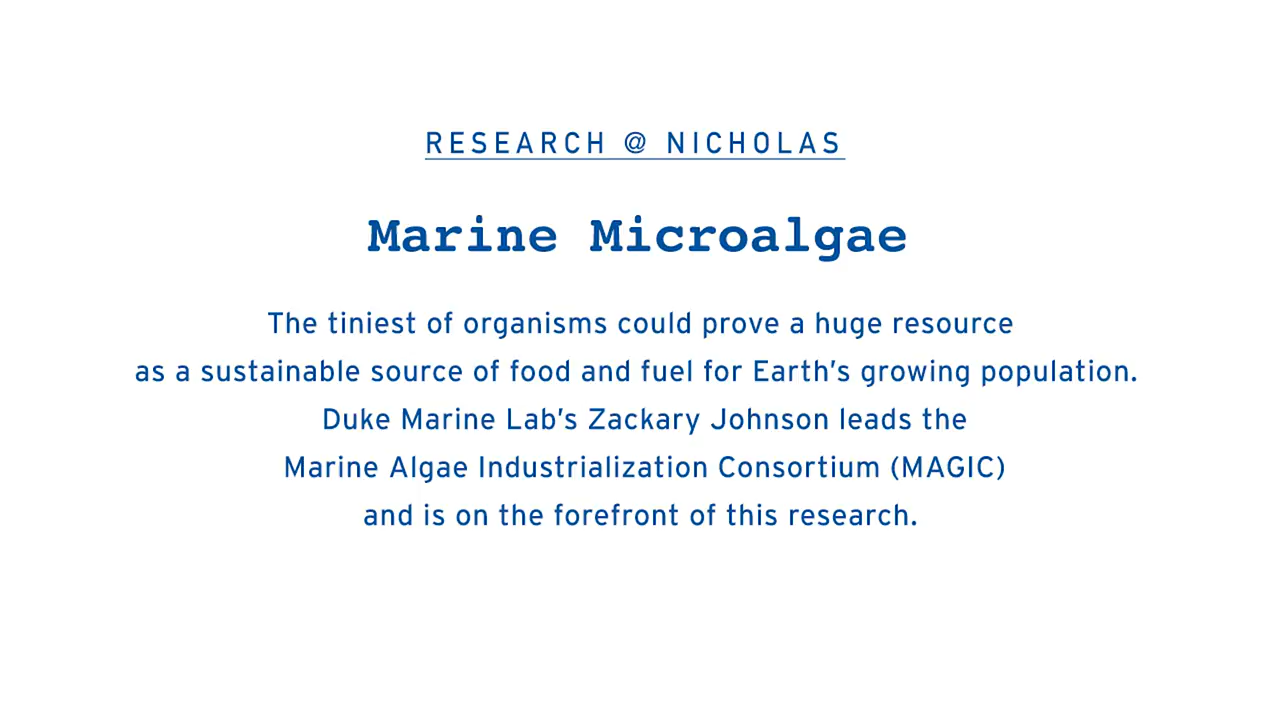 RESEARCH @ NICHOLAS
Marine Microalgae
The tiniest of organisms could prove a huge resource
as a sustainable source of food and fuel for Earth’s growing population.
Duke Marine Lab’s Zackary Johnson leads the
Marine Algae Industrialization Consortium (MAGIC)
and is on the forefront of this research.